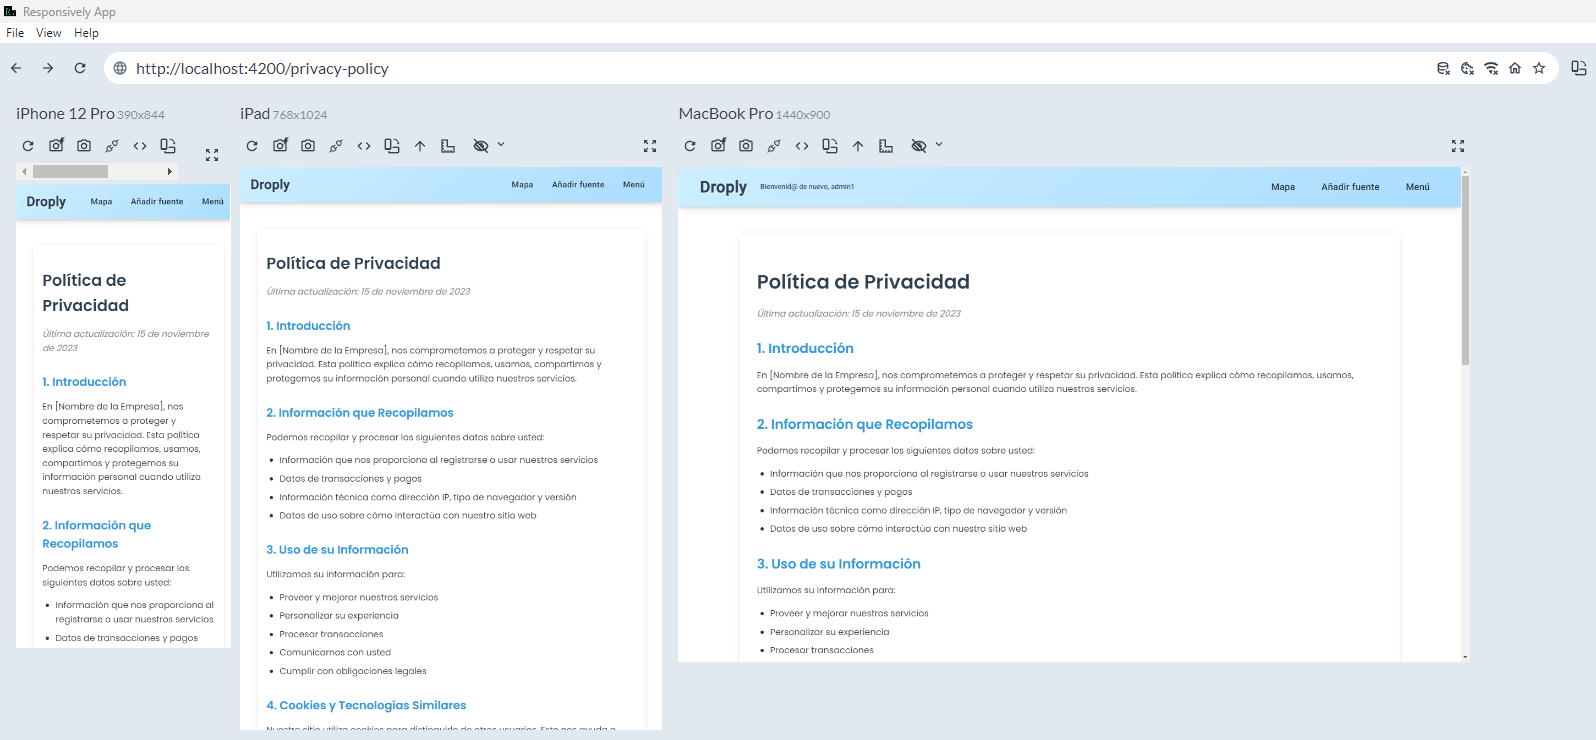 Responsively App
File View Help
http://localhost:4200/privacy-policy
iPhone 12 Pro 390x844
Droply Mapa Añadir fuente Menú
Política de
Privacidad
Última actualización: 15 de noviembre
de 2023
1. Introducción
En [Nombre de la Empresa], nos
comprometemos a proteger y
respetar su privacidad. Esta política
explica cómo recopilamos, usamos,
compartimos y protegemos su
información personal cuando utiliza
nuestros servicios.
2. Información que
Recopilamos
Podemos recopilar y procesar los
siguientes datos sobre usted:
• Información que nos proporciona al
registrarse o usar nuestros servicios
• Datos de transacciones y pagos
iPad 768x1024
Droply Mapa Añadir fuente Menú
Política de Privacidad
Última actualización: 15 de noviembre de 2023
1. Introducción
En [Nombre de la Empresa], nos comprometemos a proteger y respetar su
privacidad. Esta política explica cómo recopilamos, usamos, compartimos y
protegemos su información personal cuando utiliza nuestros servicios.
2. Información que Recopilamos
Podemos recopilar y procesar los siguientes datos sobre usted:
• Información que nos proporciona al registrarse o usar nuestros servicios
• Datos de transacciones y pagos
• Información técnica como dirección IP, tipo de navegador y versión
• Datos de uso sobre cómo interactúa con nuestro sitio web
3. Uso de su Información
Utilizamos su información para:
• Proveer y mejorar nuestros servicios
• Personalizar su experiencia
• Procesar transacciones
• Comunicarnos con usted
• Cumplir con obligaciones legales
4. Cookies y Tecnologías Similares
Nuestro sitio utiliza cookies para distinguirlo de otros usuarios. Esto nos ayuda a
MacBook Pro 1440x900
Droply Bienvenid@ de nuevo, admin1 Mapa Añadir fuente Menú
Política de Privacidad
Última actualización: 15 de noviembre de 2023
1. Introducción
En [Nombre de la Empresa], nos comprometemos a proteger y respetar su privacidad. Esta política explica cómo recopilamos, usamos,
compartimos y protegemos su información personal cuando utiliza nuestros servicios.
2. Información que Recopilamos
Podemos recopilar y procesar los siguientes datos sobre usted:
• Información que nos proporciona al registrarse o usar nuestros servicios
• Datos de transacciones y pagos
• Información técnica como dirección IP, tipo de navegador y versión
• Datos de uso sobre cómo interactúa con nuestro sitio web
3. Uso de su Información
Utilizamos su información para:
• Proveer y mejorar nuestros servicios
• Personalizar su experiencia
• Procesar transacciones